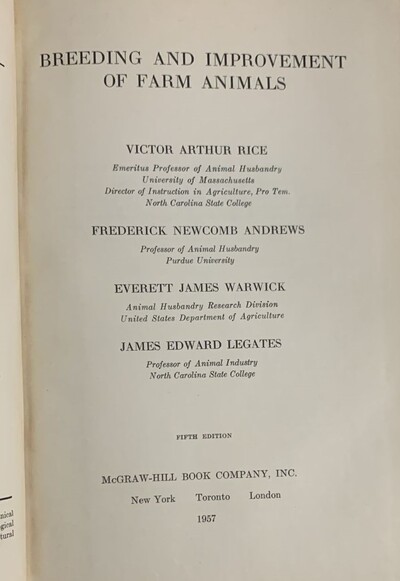 BREEDING AND IMPROVEMENT
OF FARM ANIMALS
VICTOR ARTHUR RICE
Emeritus Professor of Animal Husbandry
University of Massachusetts
Director of Instruction in Agriculture, Pro Tem.
North Carolina State College
FREDERICK NEWCOMB ANDREWS
Professor of Animal Husbandry
Purdue University
EVERETT JAMES WARWICK
Animal Husbandry Research Division
United States Department of Agriculture
JAMES EDWARD LEGATES
Professor of Animal Industry
North Carolina State College
FIFTH EDITION
McGRAW-HILL BOOK COMPANY, INC.
New York Toronto London
1957